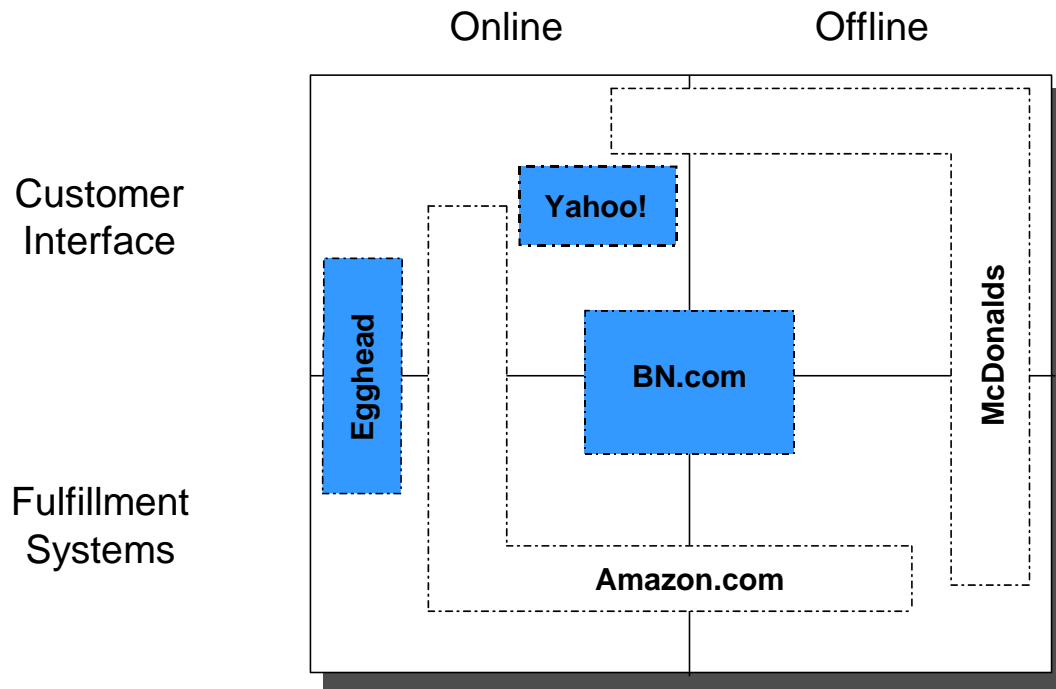 Online
Offline
Customer
Interface
Yahoo!
Egghead
BN.com
McDonalds
Fulfillment
Systems
Amazon.com